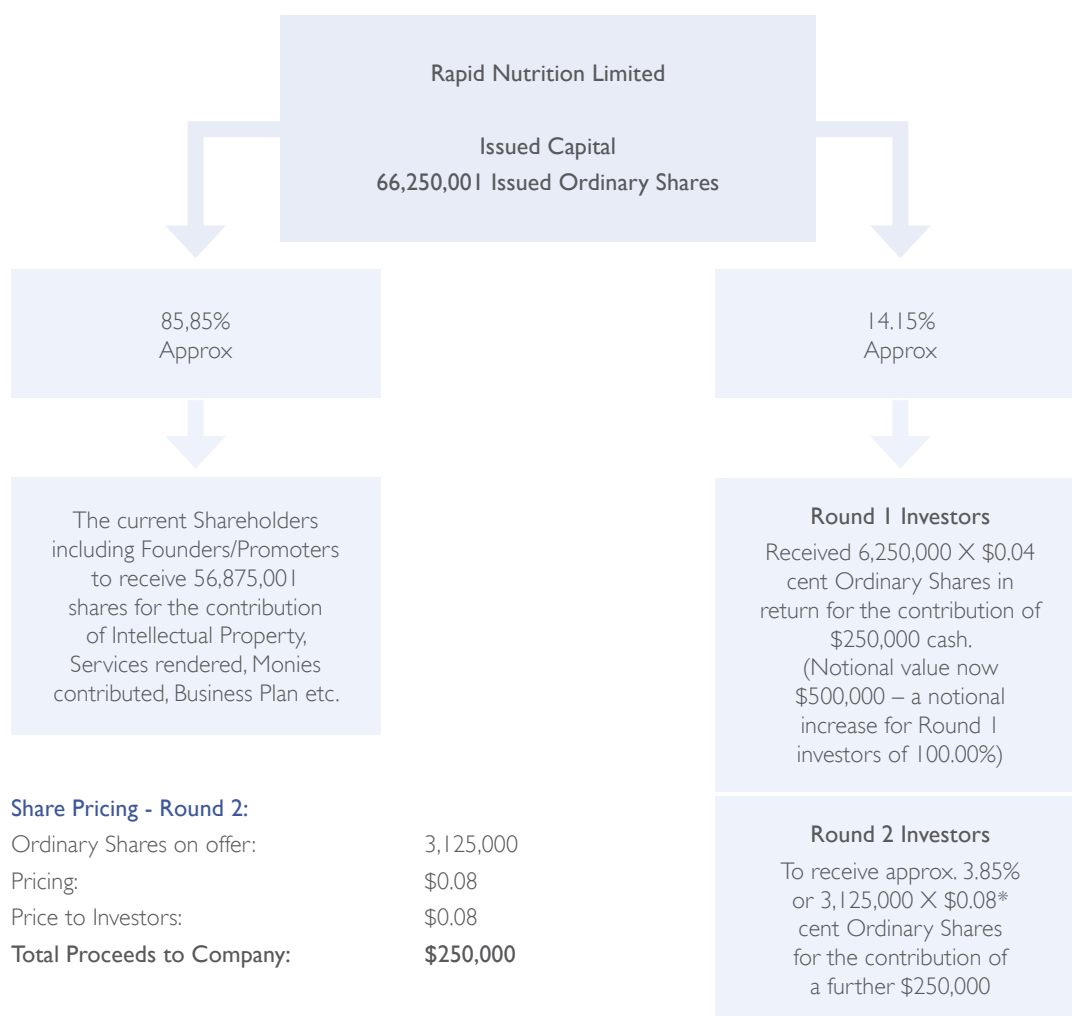 Rapid Nutrition Limited
Issued Capital
66,250,001 Issued Ordinary Shares
85,85%
Approx
14.15%
Approx
The current Shareholders
including Founders/Promoters
to receive 56,875,001
shares for the contribution
of Intellectual Property,
Services rendered, Monies
contributed, Business Plan etc.
Round 1 Investors
Received 6,250,000 X $0.04
cent Ordinary Shares in
return for the contribution of
$250,000 cash.
(Notional value now
$500,000 – a notional
increase for Round 1
investors of 100.00%)
Share Pricing - Round 2:
Ordinary Shares on offer: 3,125,000
Pricing: $0.08
Price to Investors: $0.08
Total Proceeds to Company: $250,000
Round 2 Investors
To receive approx. 3.85%
or 3,125,000 X $0.08*
cent Ordinary Shares
for the contribution of
a further $250,000